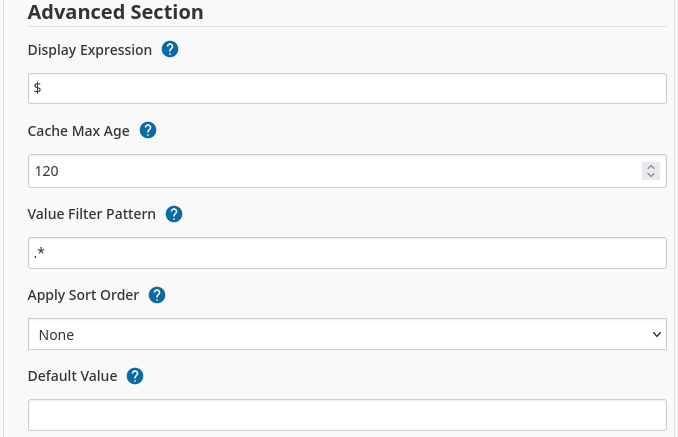 Advanced Section
Display Expression ?
$
Cache Max Age ?
120
Value Filter Pattern ?
.*
Apply Sort Order ?
None
Default Value ?